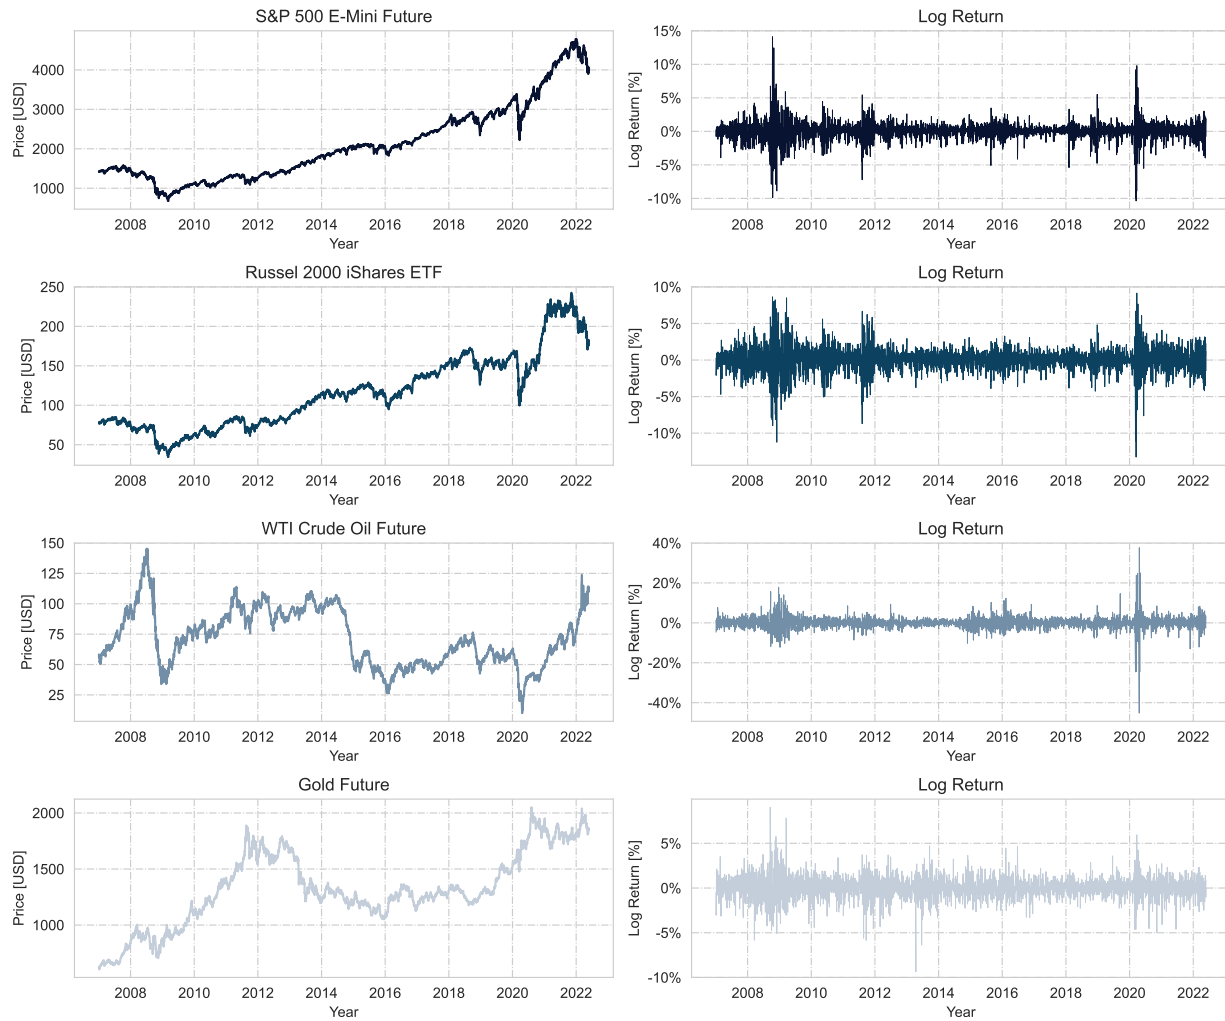 S&P 500 E-Mini Future
Price [USD]
4000
3000
2000
1000
2008 2010 2012 2014 2016 2018 2020 2022
Year
Log Return
Log Return [%]
15%
10%
5%
0%
-5%
-10%
2008 2010 2012 2014 2016 2018 2020 2022
Year
Russel 2000 iShares ETF
Price [USD]
250
200
150
100
50
2008 2010 2012 2014 2016 2018 2020 2022
Year
Log Return
Log Return [%]
10%
5%
0%
-5%
-10%
2008 2010 2012 2014 2016 2018 2020 2022
Year
WTI Crude Oil Future
Price [USD]
150
125
100
75
50
25
2008 2010 2012 2014 2016 2018 2020 2022
Year
Log Return
Log Return [%]
40%
20%
0%
-20%
-40%
2008 2010 2012 2014 2016 2018 2020 2022
Year
Gold Future
Price [USD]
2000
1500
1000
2008 2010 2012 2014 2016 2018 2020 2022
Year
Log Return
Log Return [%]
5%
0%
-5%
-10%
2008 2010 2012 2014 2016 2018 2020 2022
Year